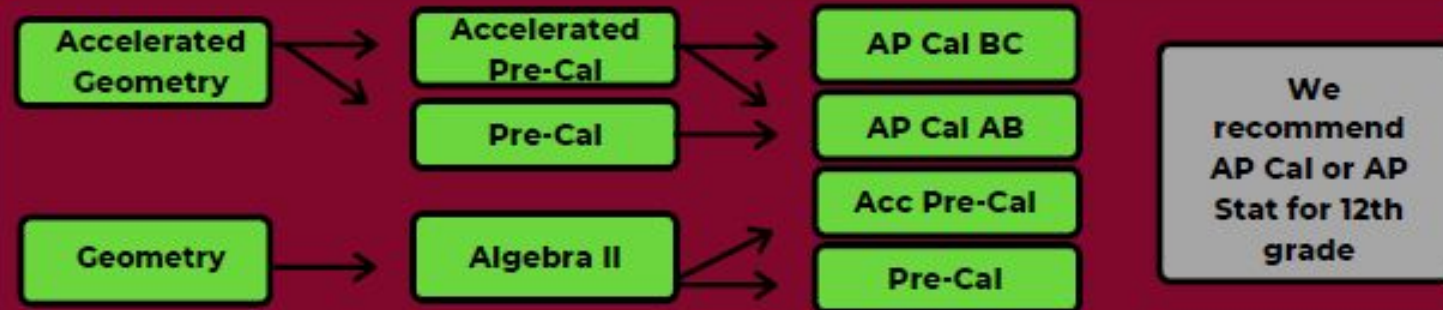 Accelerated
Geometry
Accelerated
Pre-Cal
AP Cal BC
Pre-Cal
AP Cal AB
Acc Pre-Cal
Geometry
Algebra II
Pre-Cal
We
recommend
AP Cal or AP
Stat for 12th
grade